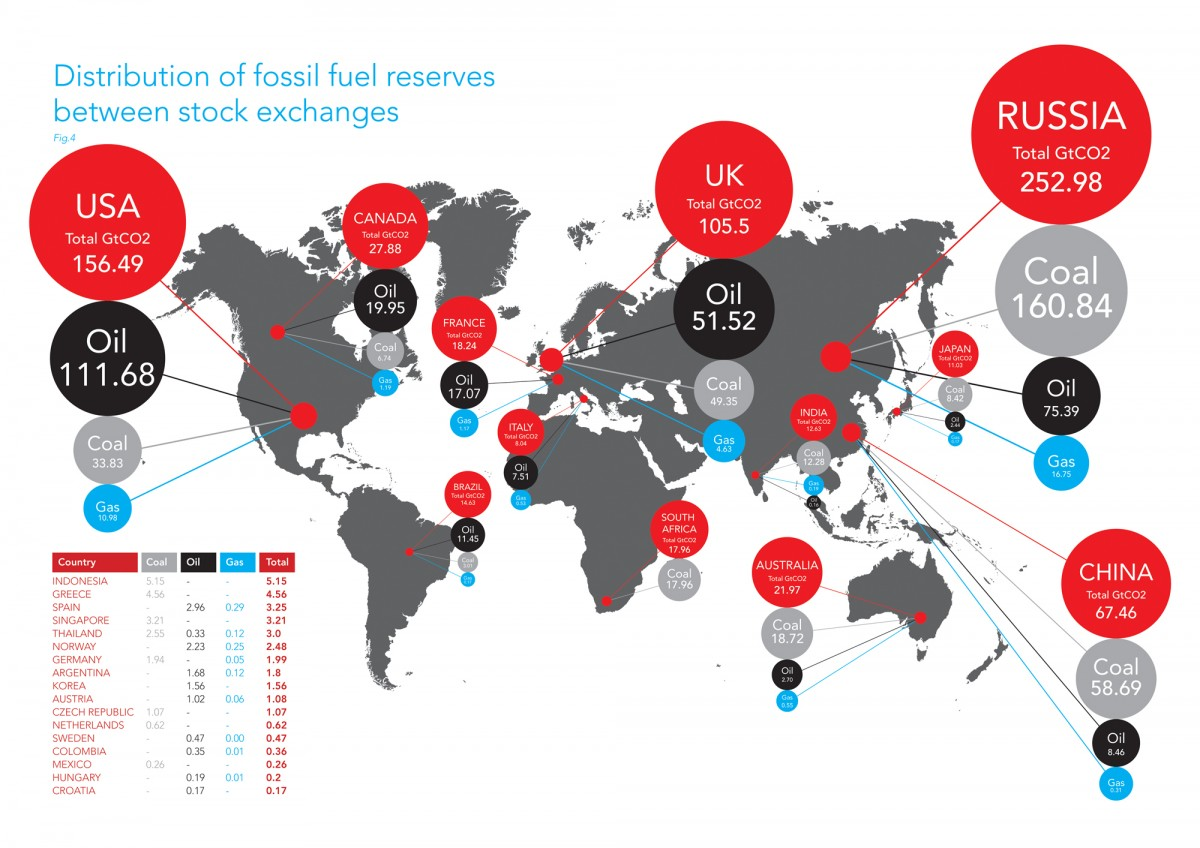 Distribution of fossil fuel reserves
between stock exchanges
Fig.4
USA
Total GtCO2
156.49
Oil
111.68
Coal
33.83
Gas
10.98
CANADA
Total GtCO2
27.88
Oil
19.95
Coal
6.74
Gas
1.19
FRANCE
Total GtCO2
18.24
Oil
17.07
Gas
1.17
ITALY
Total GtCO2
8.04
Oil
7.51
Gas
BRAZIL
Total GtCO2
14.63
Oil
11.45
Coal
Gas
UK
Total GtCO2
105.5
Oil
51.52
Coal
49.35
Gas
4.63
SOUTH
AFRICA
Total GtCO2
17.96
Coal
17.96
INDIA
Total GtCO2
12.63
Coal
12.28
Gas
Oil
RUSSIA
Total GtCO2
252.98
Coal
160.84
Oil
75.39
Gas
16.75
JAPAN
Total GtCO2
11.03
Coal
8.42
Oil
2.44
Gas
AUSTRALIA
Total GtCO2
21.97
Coal
18.72
Oil
2.70
Gas
0.55
CHINA
Total GtCO2
67.46
Coal
58.69
Oil
8.46
Gas
0.31
Country Coal Oil Gas Total
INDONESIA 5.15 - - 5.15
GREECE 4.56 - - 4.56
SPAIN - 2.96 0.29 3.25
SINGAPORE 3.21 - - 3.21
THAILAND 2.55 0.33 0.12 3.0
NORWAY - 2.23 0.25 2.48
GERMANY 1.94 - 0.05 1.99
ARGENTINA - 1.68 0.12 1.8
KOREA - 1.56 - 1.56
AUSTRIA - 1.02 0.06 1.08
CZECH REPUBLIC 1.07 - - 1.07
NETHERLANDS 0.62 - - 0.62
SWEDEN - 0.47 0.00 0.47
COLOMBIA - 0.35 0.01 0.36
MEXICO 0.26 - - 0.26
HUNGARY - 0.19 0.01 0.2
CROATIA - 0.17 - 0.17